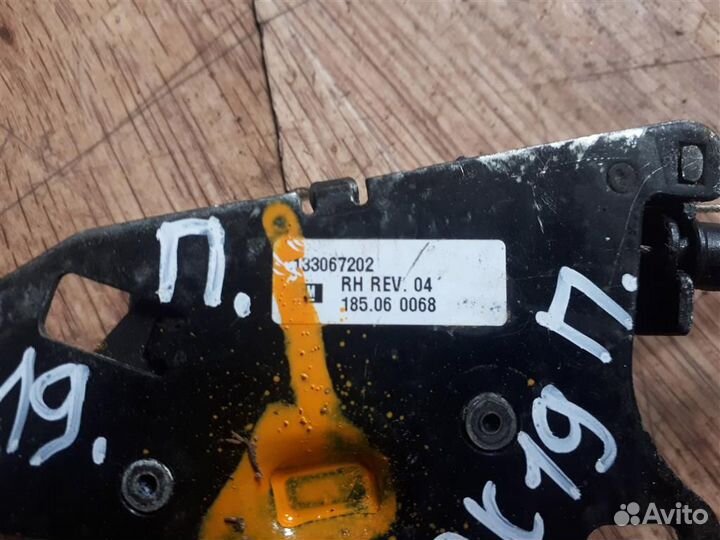 П.
133067202
RH REV. 04
185.06 0068
19.
19 П.
Avito